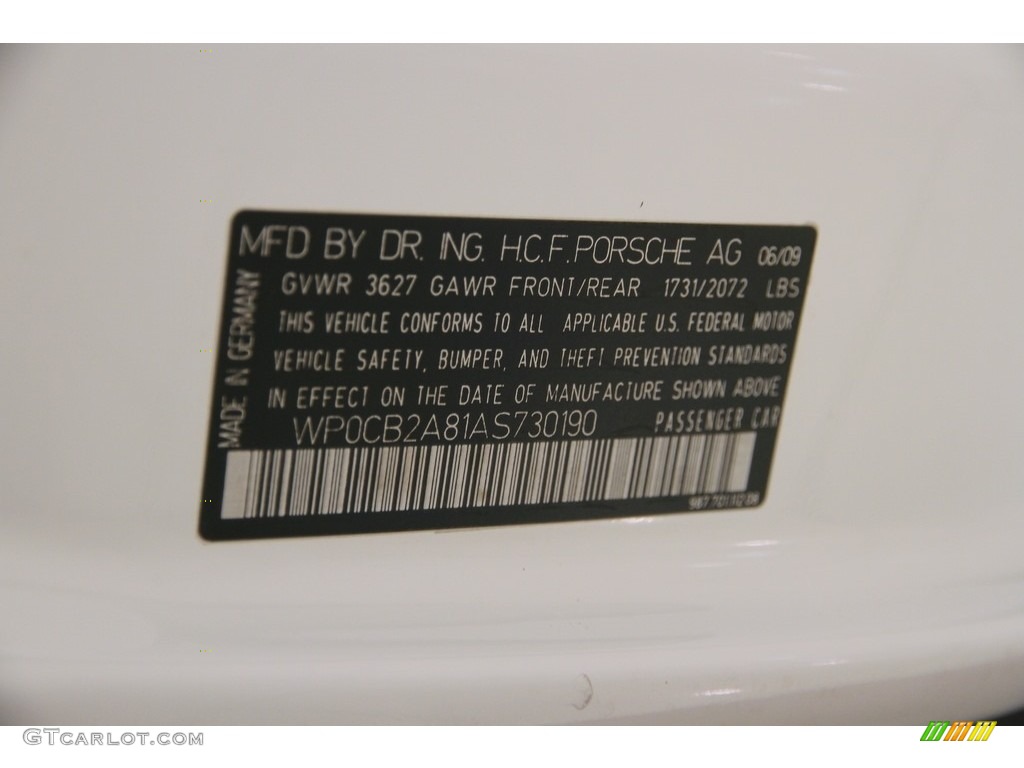 MFD BY DR. ING. H.C.F. PORSCHE AG 06/09
GVWR 3627 GAWR FRONT/REAR 1731/2072 LBS
THIS VEHICLE CONFORMS TO ALL APPLICABLE U.S. FEDERAL MOTOR
VEHICLE SAFETY, BUMPER, AND THEFT PREVENTION STANDARDS
IN EFFECT ON THE DATE OF MANUFACTURE SHOWN ABOVE
WP0CB2A81AS730190 PASSENGER CAR
MADE IN GERMANY
GTcarlot.com